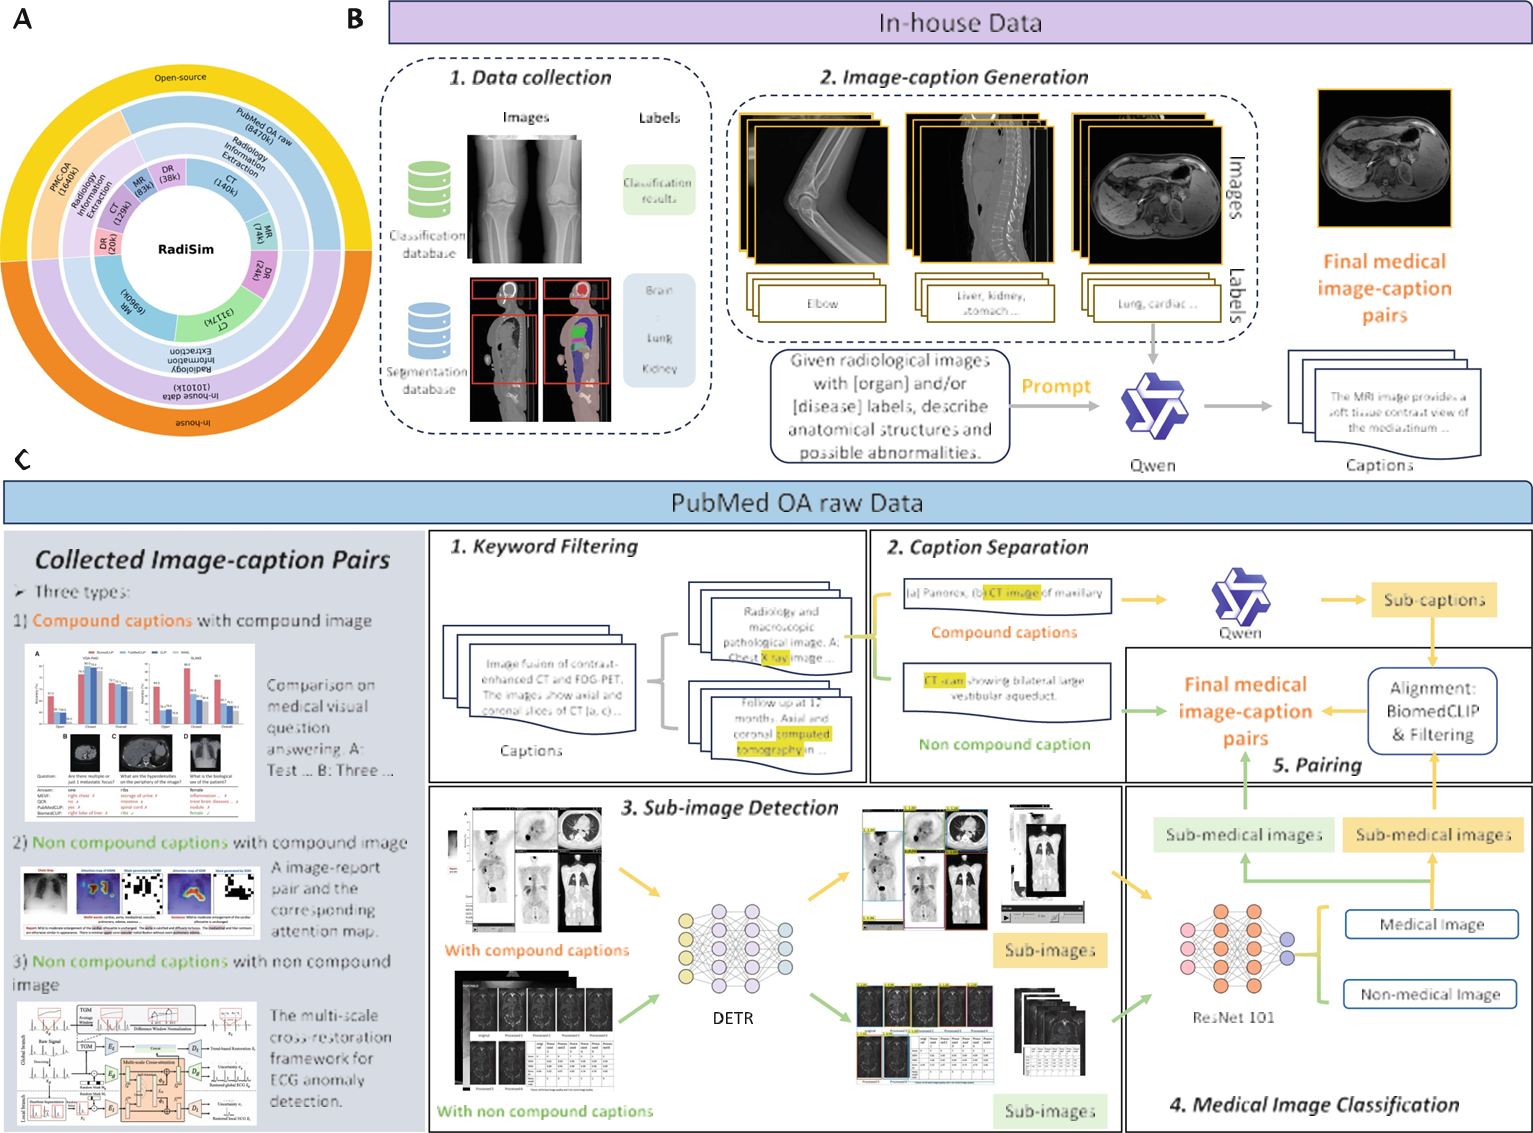 A
Open-source
PubMed OA raw
(8470k)
PMC-OA
(1640k)
Radiology
Information
Extraction
Radiology
Information
Extraction
DR
(38k)
MR
(83k)
CT
(129k)
DR
(20k)
CT
(140k)
MR
(74k)
DR
(24k)
CT
(3117k)
MR
(6960k)
RadiSim
Radiology
Information
Extraction
In-house data
(10101k)
In-house
B
In-house Data
1. Data collection
Images
Labels
Classification
database
Classification
results
Segmentation
database
Brain
Lung
Kidney
2. Image-caption Generation
Images
Labels
Elbow
Liver, kidney,
stomach ...
Lung, cardiac ...
Given radiological images
with [organ] and/or
[disease] labels, describe
anatomical structures and
possible abnormalities.
Prompt
Qwen
The MRI image provides a
soft tissue contrast view of
the mediastinum ...
Captions
Final medical
image-caption
pairs
C
PubMed OA raw Data
Collected Image-caption Pairs
Three types:
1) Compound captions with compound image
Comparison on
medical visual
question
answering. A:
Test ... B: Three ...
2) Non compound captions with compound image
A image-report
pair and the
corresponding
attention map.
3) Non compound captions with non compound
image
The multi-scale
cross-restoration
framework for
ECG anomaly
detection.
1. Keyword Filtering
Image fusion of contrast-
enhanced CT and FDG-PET.
The images show axial and
coronal slices of CT (a, c) ...
Captions
Radiology and
macroscopic
pathological image. A:
Chest X ray image ...
Follow up at 12
months. Axial and
coronal computed
tomography in ...
2. Caption Separation
(a) Panorex, (b) CT image of maxillary
Compound captions
CT scan showing bilateral large
vestibular aqueduct.
Non compound caption
Qwen
Sub-captions
Final medical
image-caption
pairs
Alignment:
BiomedCLIP
& Filtering
5. Pairing
3. Sub-image Detection
With compound captions
With non compound captions
DETR
Sub-images
Sub-images
Sub-medical images
Sub-medical images
ResNet 101
Medical Image
Non-medical Image
4. Medical Image Classification